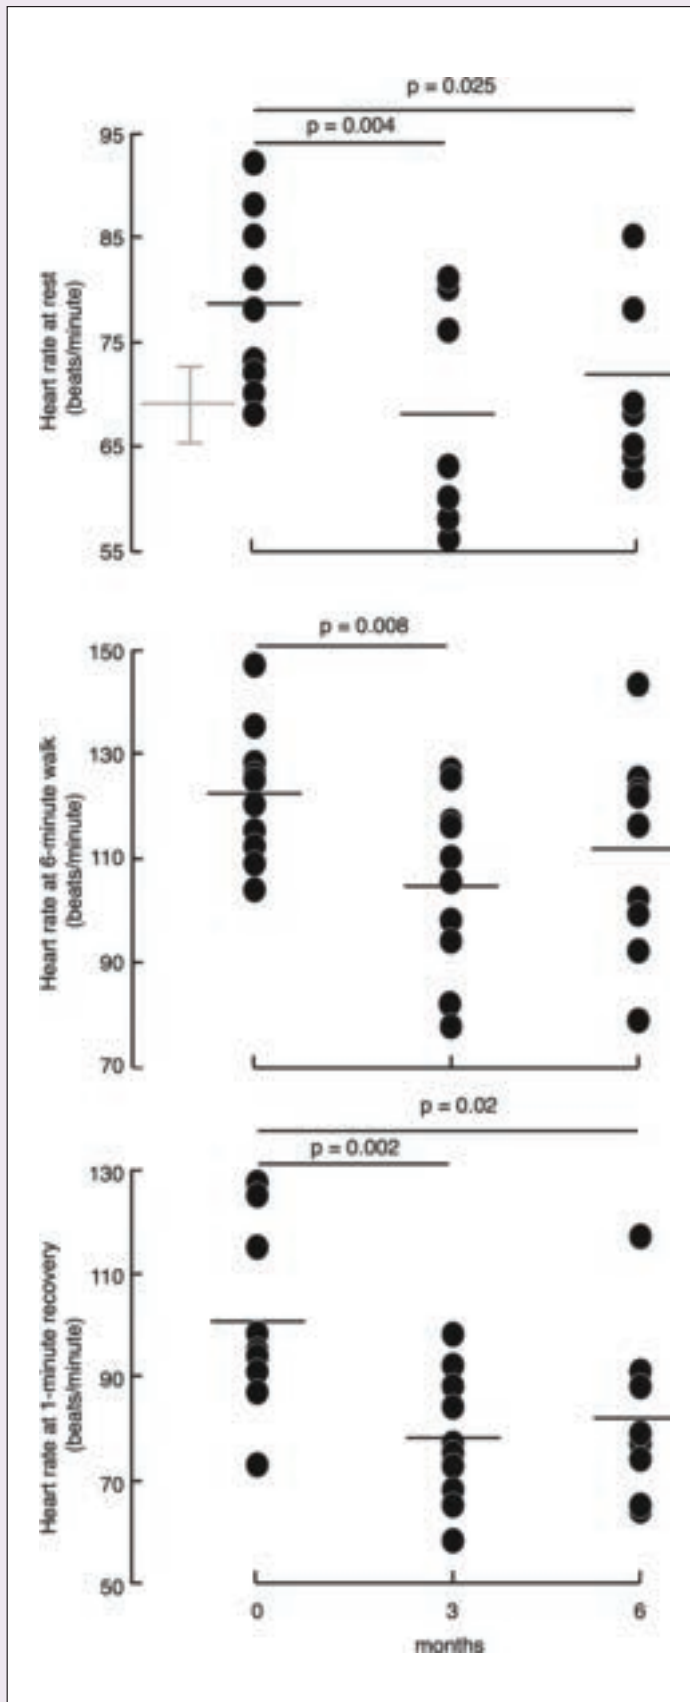 p = 0.025
p = 0.004
95
85
75
65
55
Heart rate at rest
(beats/minute)
p = 0.008
150
130
110
90
70
Heart rate at 6-minute walk
(beats/minute)
p = 0.02
p = 0.002
130
110
90
70
50
Heart rate at 1-minute recovery
(beats/minute)
0 3 6
months